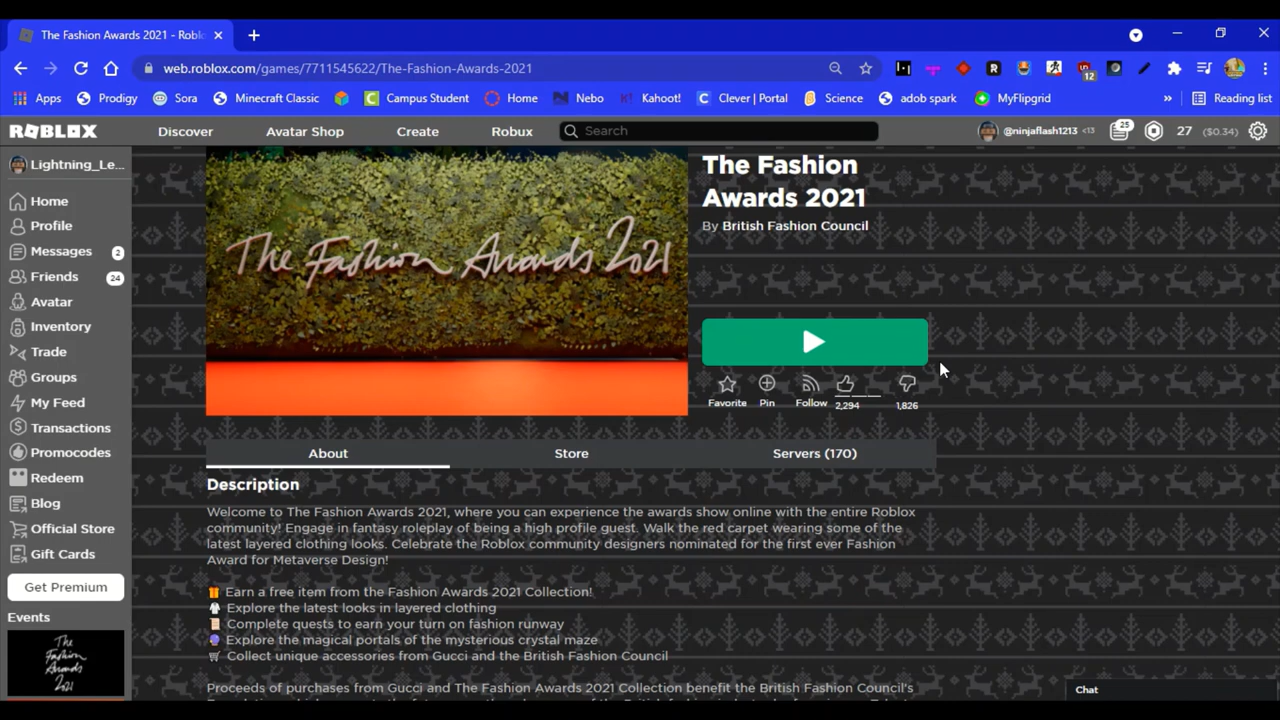 The Fashion Awards 2021 - Roblo
web.roblox.com/games/7711545622/The-Fashion-Awards-2021
12
Apps Prodigy Sora Minecraft Classic Campus Student Home Nebo Kahoot! Clever | Portal Science adob spark MyFlipgrid » Reading list
ROBLOX Discover Avatar Shop Create Robux Search @ninjaflash1213 <13 25 27 ($0.34)
Lightning_Le...
Home
Profile
Messages 2
Friends 24
Avatar
Inventory
Trade
Groups
My Feed
Transactions
Promocodes
Redeem
Blog
Official Store
Gift Cards
Get Premium
Events
The
Fashion
Awards
2021
The Fashion Awards 2021
The Fashion
Awards 2021
By British Fashion Council
Favorite Pin Follow 2,294 1,826
About Store Servers (170)
Description
Welcome to The Fashion Awards 2021, where you can experience the awards show online with the entire Roblox
community! Engage in fantasy roleplay of being a high profile guest. Walk the red carpet wearing some of the
latest layered clothing looks. Celebrate the Roblox community designers nominated for the first ever Fashion
Award for Metaverse Design!
Earn a free item from the Fashion Awards 2021 Collection!
Explore the latest looks in layered clothing
Complete quests to earn your turn on fashion runway
Explore the magical portals of the mysterious crystal maze
Collect unique accessories from Gucci and the British Fashion Council
Proceeds of purchases from Gucci and The Fashion Awards 2021 Collection benefit the British Fashion Council's
Chat